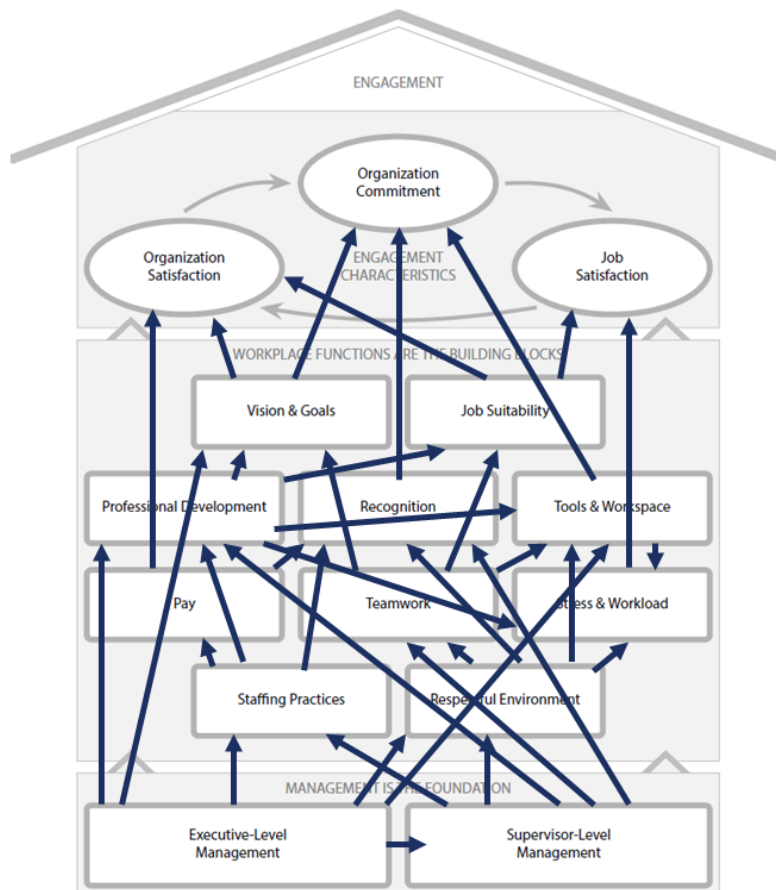 ENGAGEMENT
Organization
Commitment
Organization
Satisfaction
ENGAGEMENT
CHARACTERISTICS
Job
Satisfaction
WORKPLACE FUNCTIONS ARE THE BUILDING BLOCKS
Vision & Goals
Job Suitability
Professional Development
Recognition
Tools & Workspace
Pay
Teamwork
Stress & Workload
Staffing Practices
Respectful Environment
MANAGEMENT IS THE FOUNDATION
Executive-Level
Management
Supervisor-Level
Management